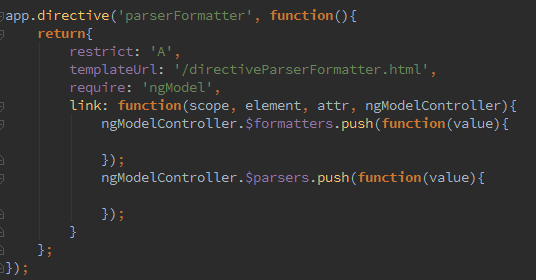 app.directive('parserFormatter', function(){
    return{
        restrict: 'A',
        templateUrl: '/directiveParserFormatter.html',
        require: 'ngModel',
        link: function(scope, element, attr, ngModelController){
            ngModelController.$formatters.push(function(value){

            });
            ngModelController.$parsers.push(function(value){

            });
        }
    };
});